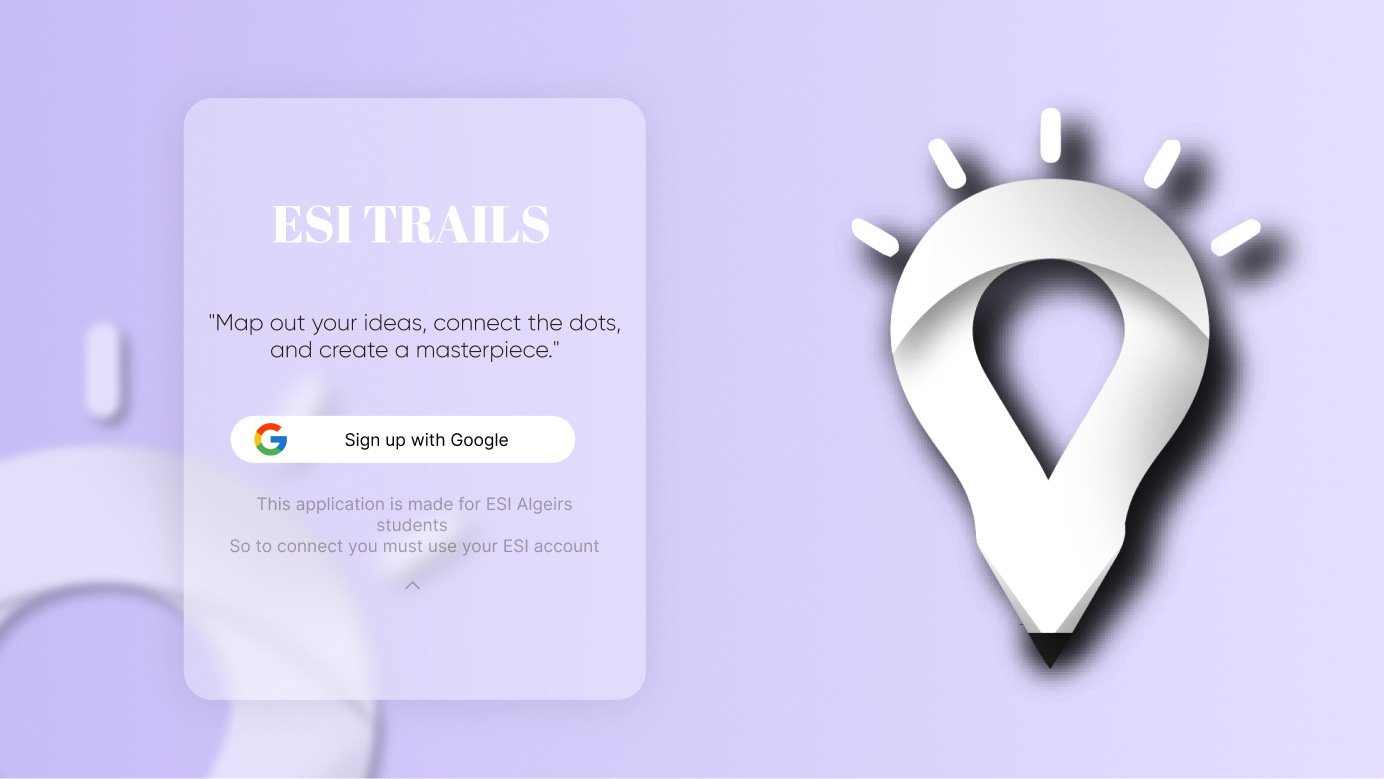 ESI TRAILS
"Map out your ideas, connect the dots,
and create a masterpiece."
Sign up with Google
This application is made for ESI Algeirs
students
So to connect you must use your ESI account